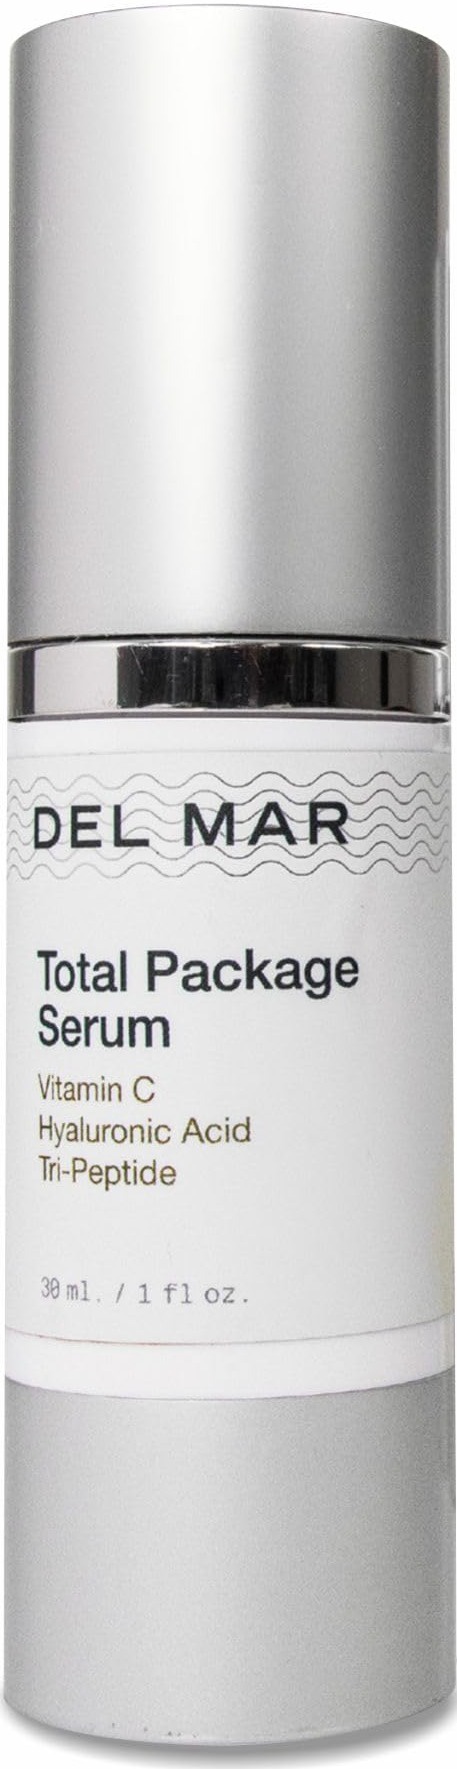 DEL MAR
Total Package
Serum
Vitamin C
Hyaluronic Acid
Tri-Peptide
30 ml. / 1 fl oz.